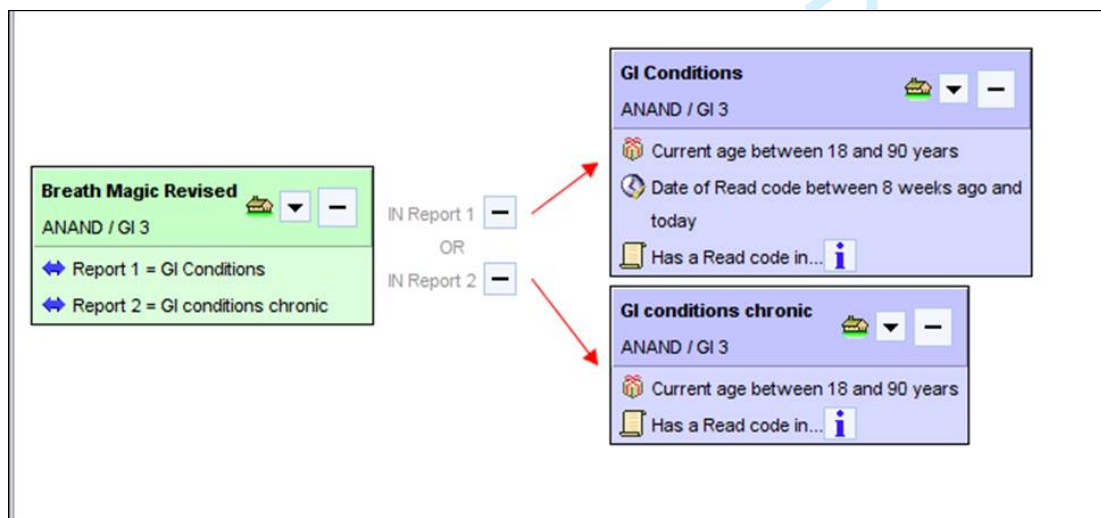 Breath Magic Revised
ANAND / GI 3
Report 1 = GI Conditions
Report 2 = GI conditions chronic
IN Report 1
OR
IN Report 2
GI Conditions
ANAND / GI 3
Current age between 18 and 90 years
Date of Read code between 8 weeks ago and
today
Has a Read code in... i
GI conditions chronic
ANAND / GI 3
Current age between 18 and 90 years
Has a Read code in... i